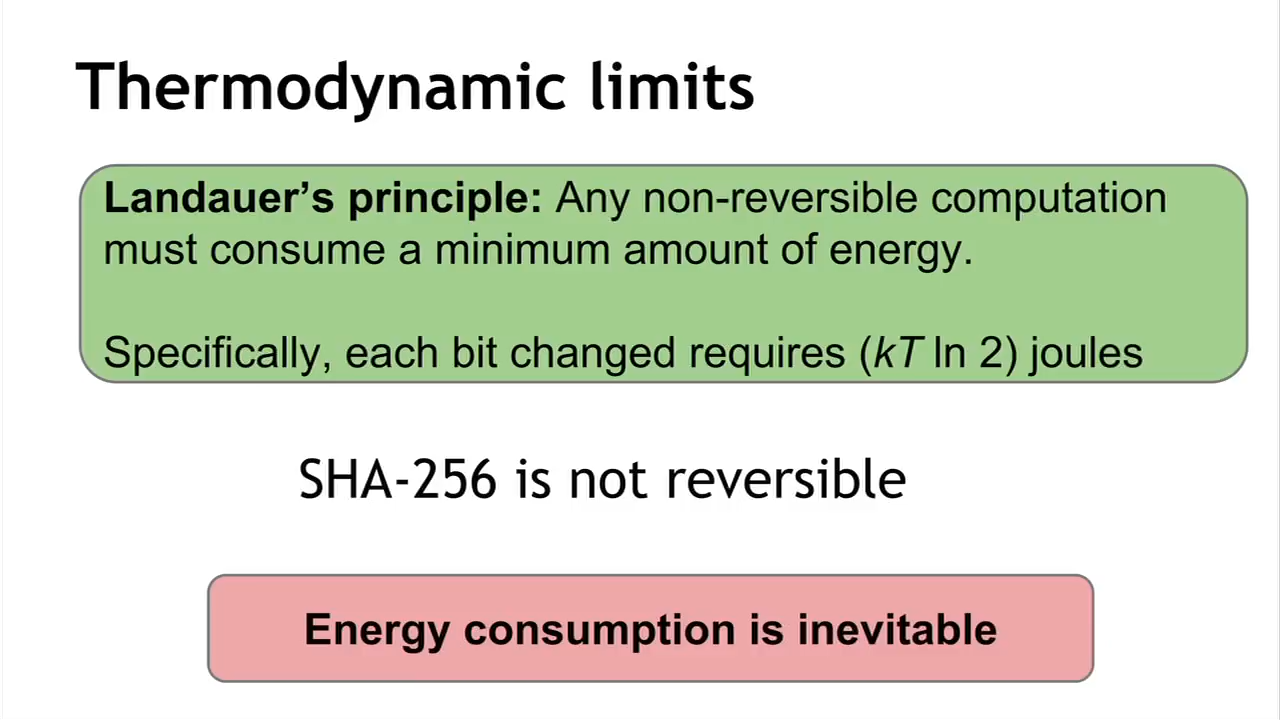 Thermodynamic limits
Landauer’s principle: Any non-reversible computation
must consume a minimum amount of energy.
Specifically, each bit changed requires (kT ln 2) joules
SHA-256 is not reversible
Energy consumption is inevitable